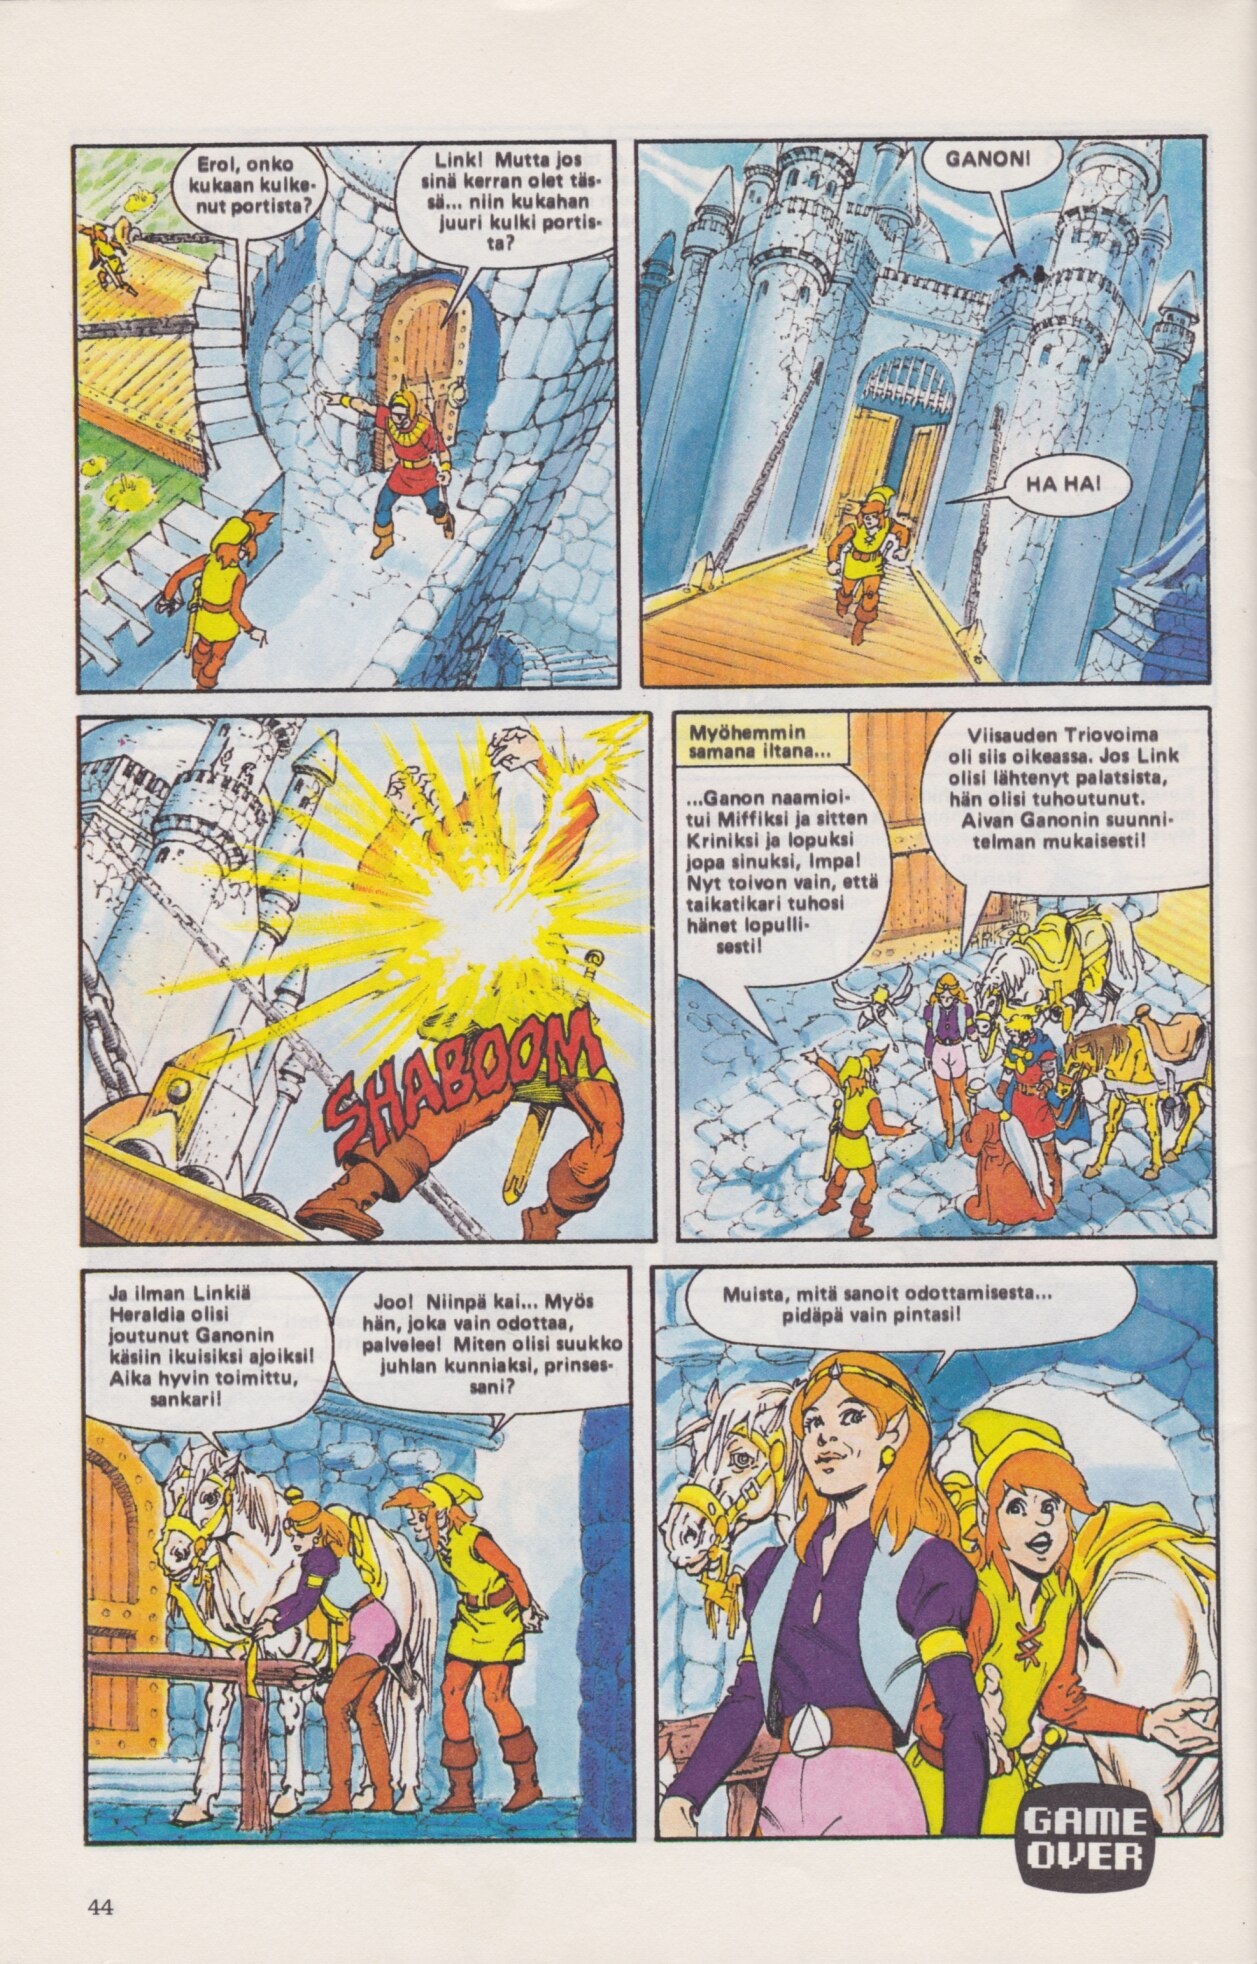 Erol, onko
kukaan kulke-
nut portista?
Link! Mutta jos
sinä kerran olet täs-
sä... niin kukahan
juuri kulki portis-
ta?
GANON!
HA HA!
SHABOOM
Myöhemmin
samana iltana...
...Ganon naamioi-
tui Miffiksi ja sitten
Kriniksi ja lopuksi
jopa sinuksi, Impa!
Nyt toivon vain, että
taikatikari tuhosi
hänet lopulli-
sesti!
Viisauden Triovoima
oli siis oikeassa. Jos Link
olisi lähtenyt palatsista,
hän olisi tuhoutunut.
Aivan Ganonin suunni-
telman mukaisesti!
Ja ilman Linkiä
Heraldia olisi
joutunut Ganonin
käsiin ikuisiksi ajoiksi!
Aika hyvin toimittu,
sankari!
Joo! Niinpä kai... Myös
hän, joka vain odottaa,
palvelee! Miten olisi suukko
juhlan kunniaksi, prinses-
sani?
Muista, mitä sanoit odottamisesta...
pidäpä vain pintasi!
GAME
OVER
44